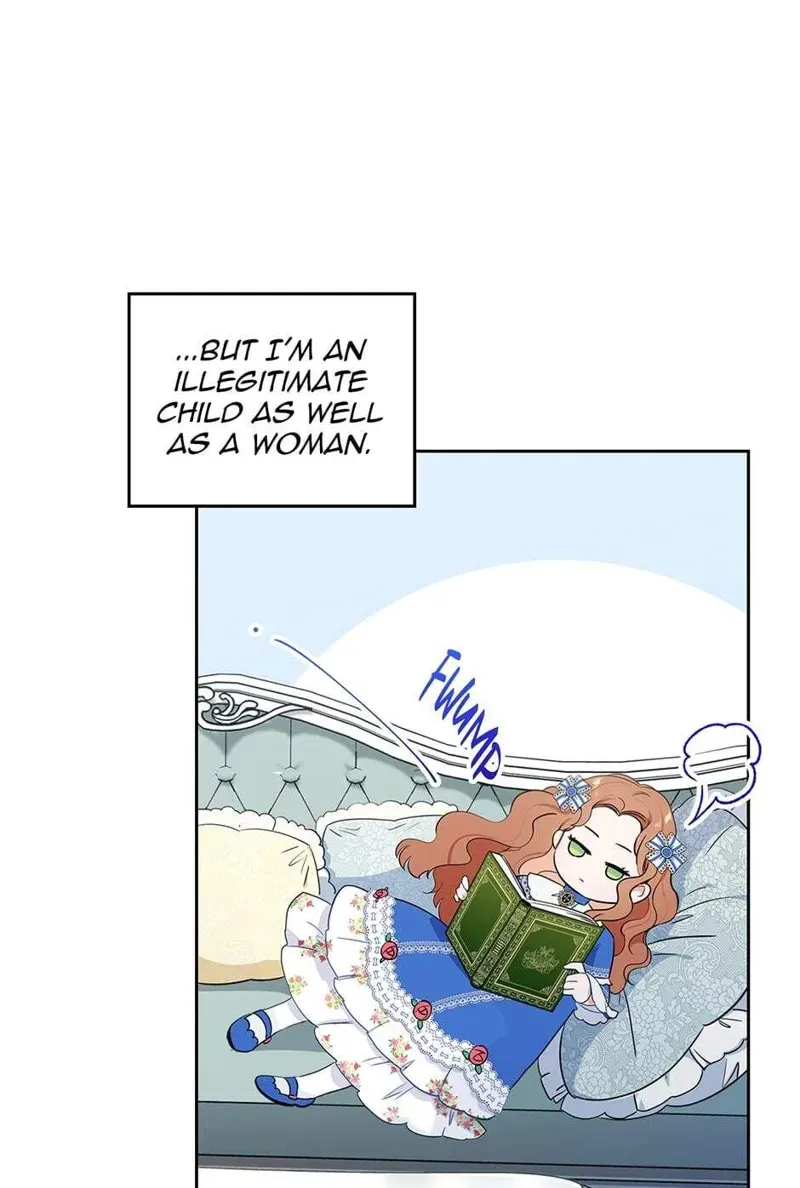 ...BUT I'M AN
ILLEGITIMATE
CHILD AS WELL
AS A WOMAN.
FWUMP